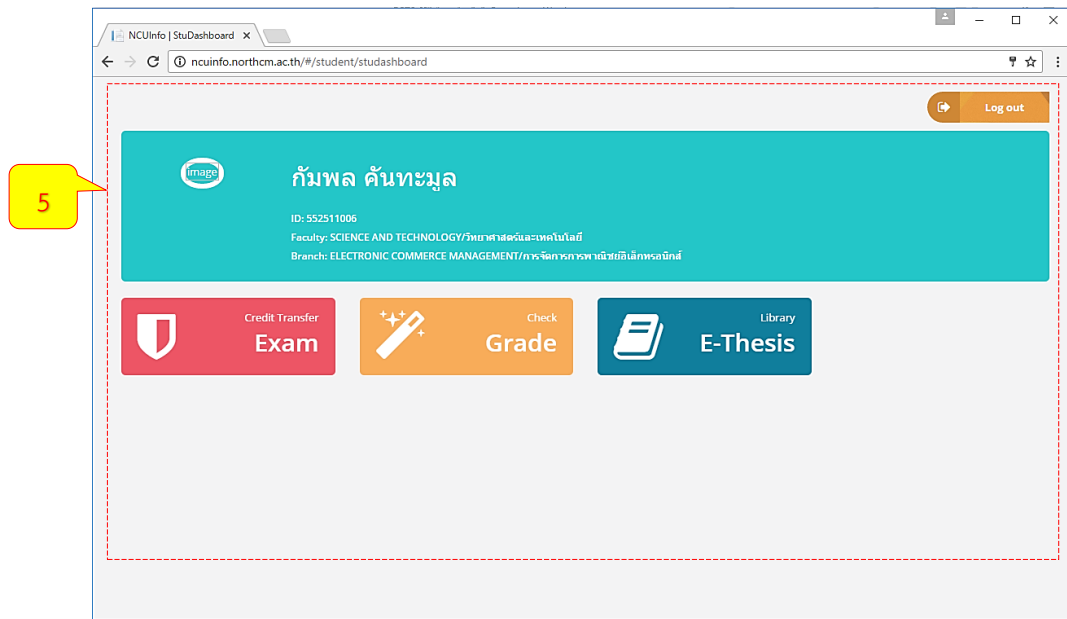 NCUInfo | StuDashboard
ncuinfo.northcm.ac.th/#/student/studashboard
Log out
image
กัมพล คันทะมูล
5
ID: 552511006
Faculty: SCIENCE AND TECHNOLOGY/วิทยาศาสตร์และเทคโนโลยี
Branch: ELECTRONIC COMMERCE MANAGEMENT/การจัดการการพาณิชย์อิเล็กทรอนิกส์
Credit Transfer
Exam
Check
Grade
Library
E-Thesis